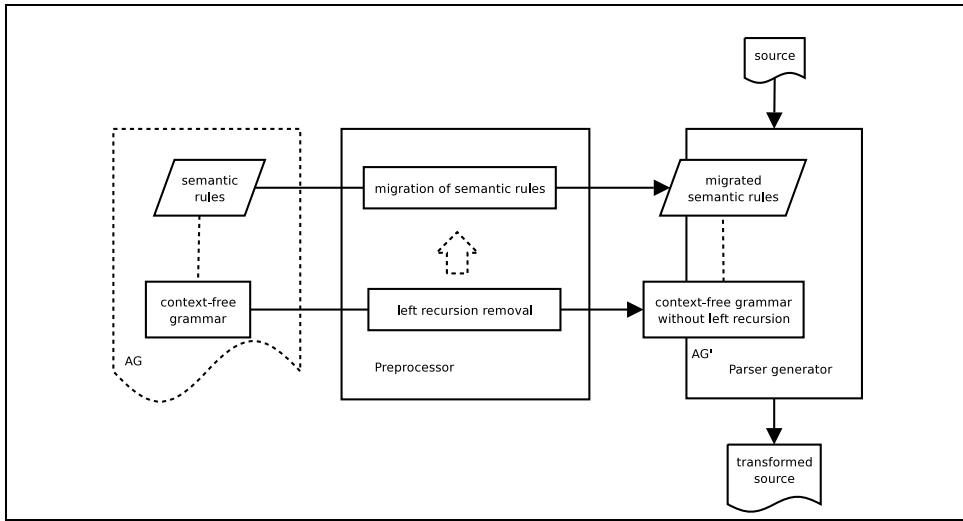 source
semantic
rules
migration of semantic rules
migrated
semantic rules
context-free
grammar
left recursion removal
context-free grammar
without left recursion
AG
Preprocessor
AG'
Parser generator
transformed
source